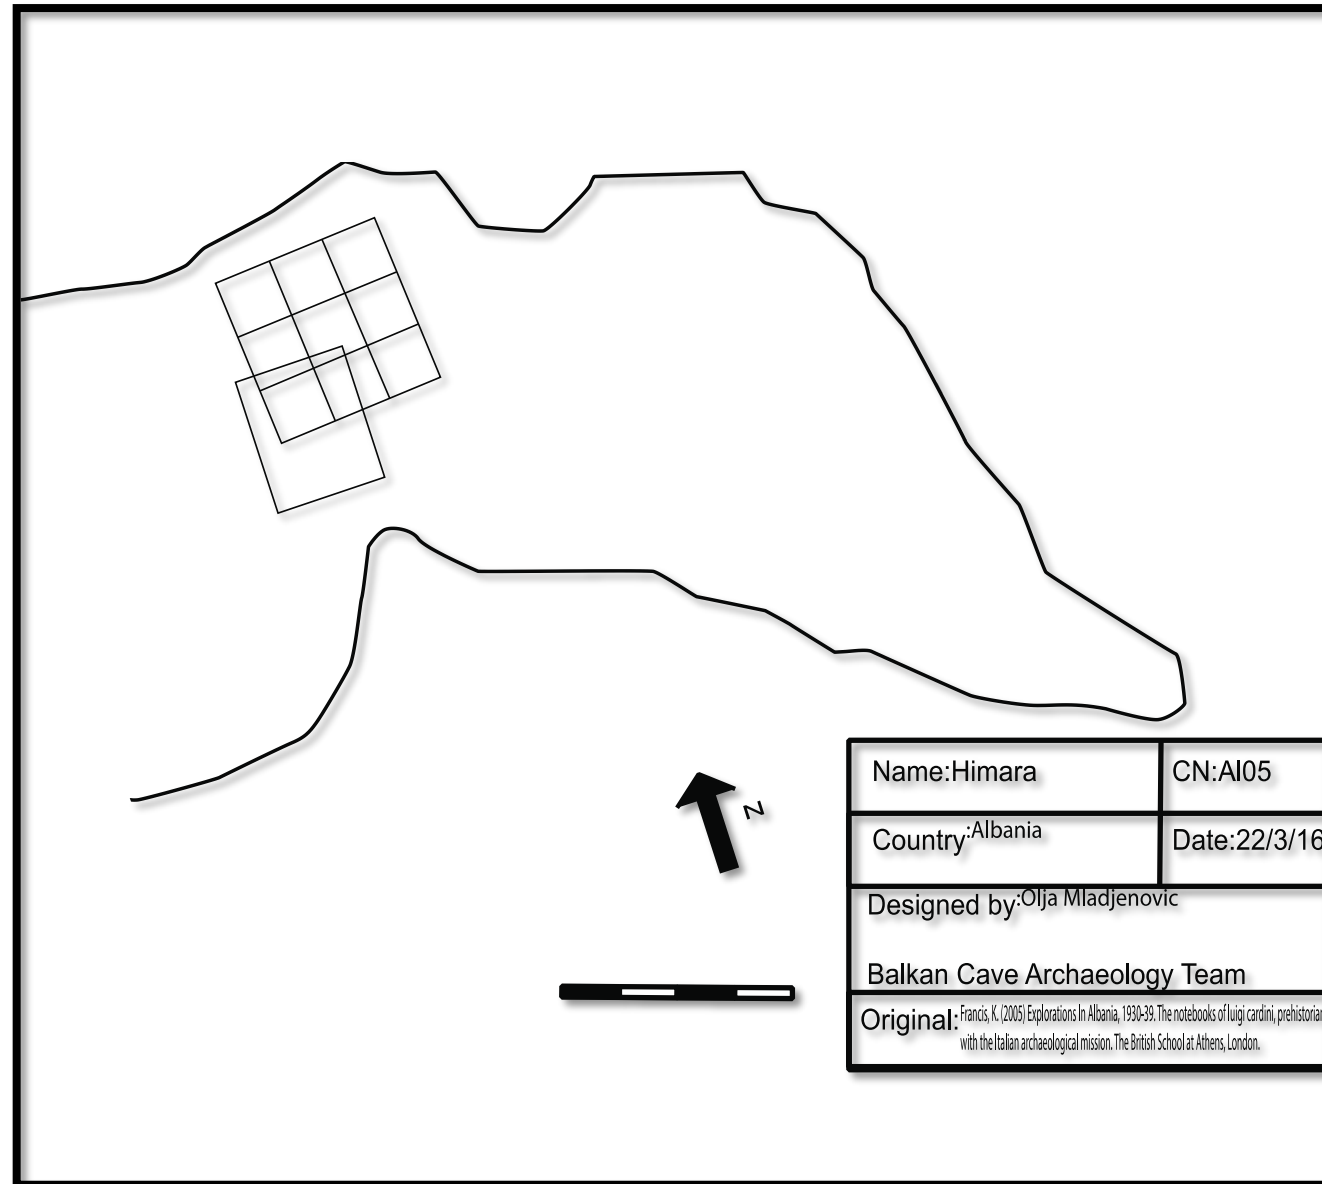 N
Name:Himara
CN:Al05
Country:Albania
Date:22/3/16
Designed by:Olja Mladjenovic
Balkan Cave Archaeology Team
Original: Francis, K. (2005) Explorations In Albania, 1930-39. The notebooks of luigi cardini, prehistorian
with the Italian archaeological mission. The British School at Athens, London.